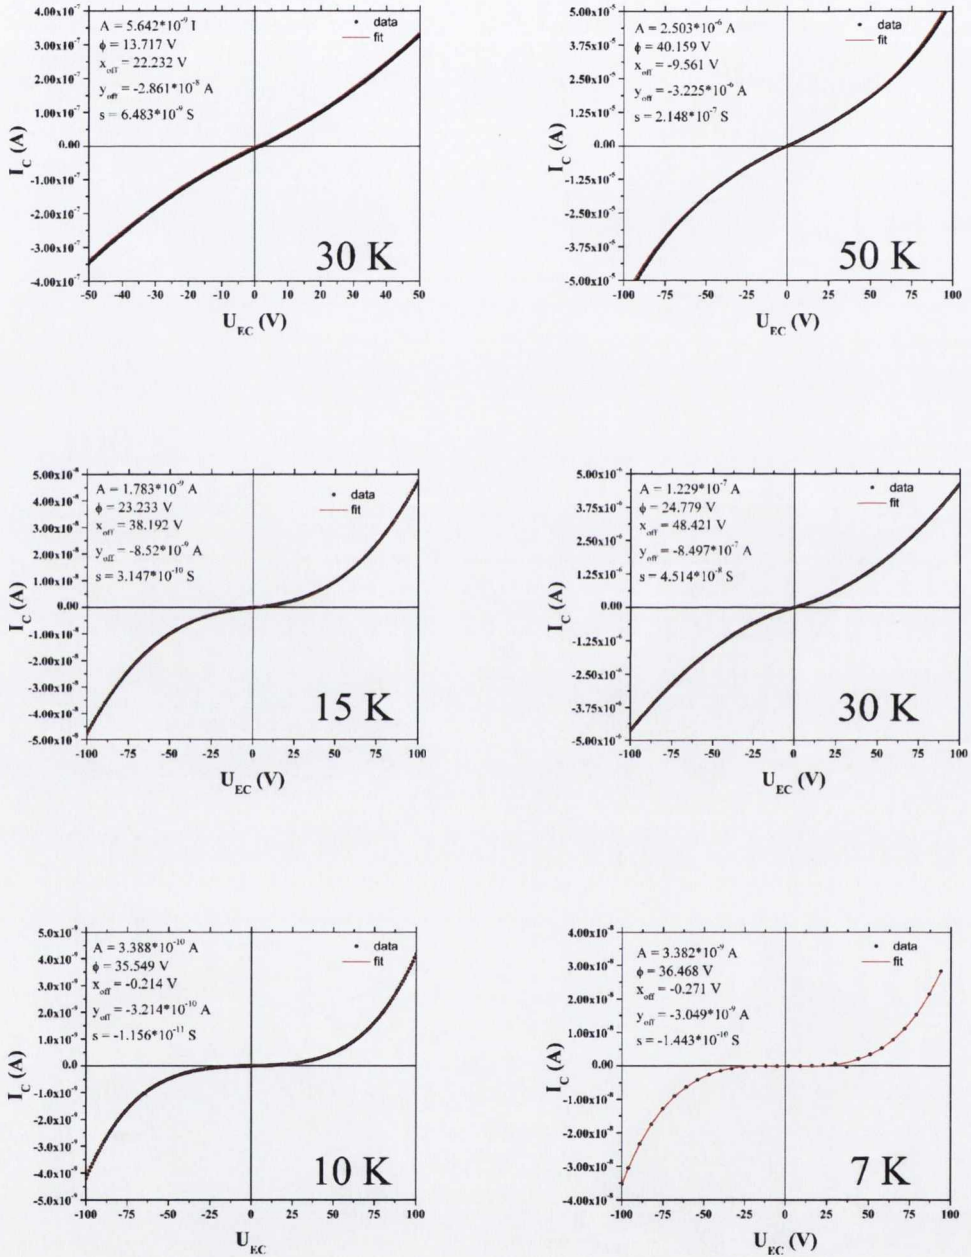 4.00x10⁻⁷
A = 5.642*10⁻⁹ I
φ = 13.717 V
x_off = 22.232 V
y_off = -2.861*10⁻⁸ A
s = 6.483*10⁻⁹ S
data
fit
3.00x10⁻⁷
2.00x10⁻⁷
1.00x10⁻⁷
0.00
-1.00x10⁻⁷
-2.00x10⁻⁷
-3.00x10⁻⁷
-4.00x10⁻⁷
I_C (A)
30 K
-50 -40 -30 -20 -10 0 10 20 30 40 50
U_EC (V)
5.00x10⁻⁵
A = 2.503*10⁻⁶ A
φ = 40.159 V
x_off = -9.561 V
y_off = -3.225*10⁻⁶ A
s = 2.148*10⁻⁷ S
data
fit
3.75x10⁻⁵
2.50x10⁻⁵
1.25x10⁻⁵
0.00
-1.25x10⁻⁵
-2.50x10⁻⁵
-3.75x10⁻⁵
-5.00x10⁻⁵
I_C (A)
50 K
-100 -75 -50 -25 0 25 50 75 100
U_EC (V)
5.00x10⁻⁸
A = 1.783*10⁻⁹ A
φ = 23.233 V
x_off = 38.192 V
y_off = -8.52*10⁻⁹ A
s = 3.147*10⁻¹⁰ S
data
fit
4.00x10⁻⁸
3.00x10⁻⁸
2.00x10⁻⁸
1.00x10⁻⁸
0.00
-1.00x10⁻⁸
-2.00x10⁻⁸
-3.00x10⁻⁸
-4.00x10⁻⁸
-5.00x10⁻⁸
I_C (A)
15 K
-100 -75 -50 -25 0 25 50 75 100
U_EC (V)
5.00x10⁻⁶
A = 1.229*10⁻⁷ A
φ = 24.779 V
x_off = 48.421 V
y_off = -8.497*10⁻⁷ A
s = 4.514*10⁻⁸ S
data
fit
3.75x10⁻⁶
2.50x10⁻⁶
1.25x10⁻⁶
0.00
-1.25x10⁻⁶
-2.50x10⁻⁶
-3.75x10⁻⁶
-5.00x10⁻⁶
I_C (A)
30 K
-100 -75 -50 -25 0 25 50 75 100
U_EC (V)
5.0x10⁻⁹
A = 3.388*10⁻¹⁰ A
φ = 35.549 V
x_off = -0.214 V
y_off = -3.214*10⁻¹⁰ A
s = -1.156*10⁻¹¹ S
data
fit
4.0x10⁻⁹
3.0x10⁻⁹
2.0x10⁻⁹
1.0x10⁻⁹
0.0
-1.0x10⁻⁹
-2.0x10⁻⁹
-3.0x10⁻⁹
-4.0x10⁻⁹
-5.0x10⁻⁹
I_C (A)
10 K
-100 -75 -50 -25 0 25 50 75 100
U_EC
4.00x10⁻⁸
A = 3.382*10⁻⁹ A
φ = 36.468 V
x_off = -0.271 V
y_off = -3.049*10⁻⁹ A
s = -1.443*10⁻¹⁰ S
data
fit
3.00x10⁻⁸
2.00x10⁻⁸
1.00x10⁻⁸
0.00
-1.00x10⁻⁸
-2.00x10⁻⁸
-3.00x10⁻⁸
-4.00x10⁻⁸
I_C (A)
7 K
-100 -75 -50 -25 0 25 50 75 100
U_EC (V)